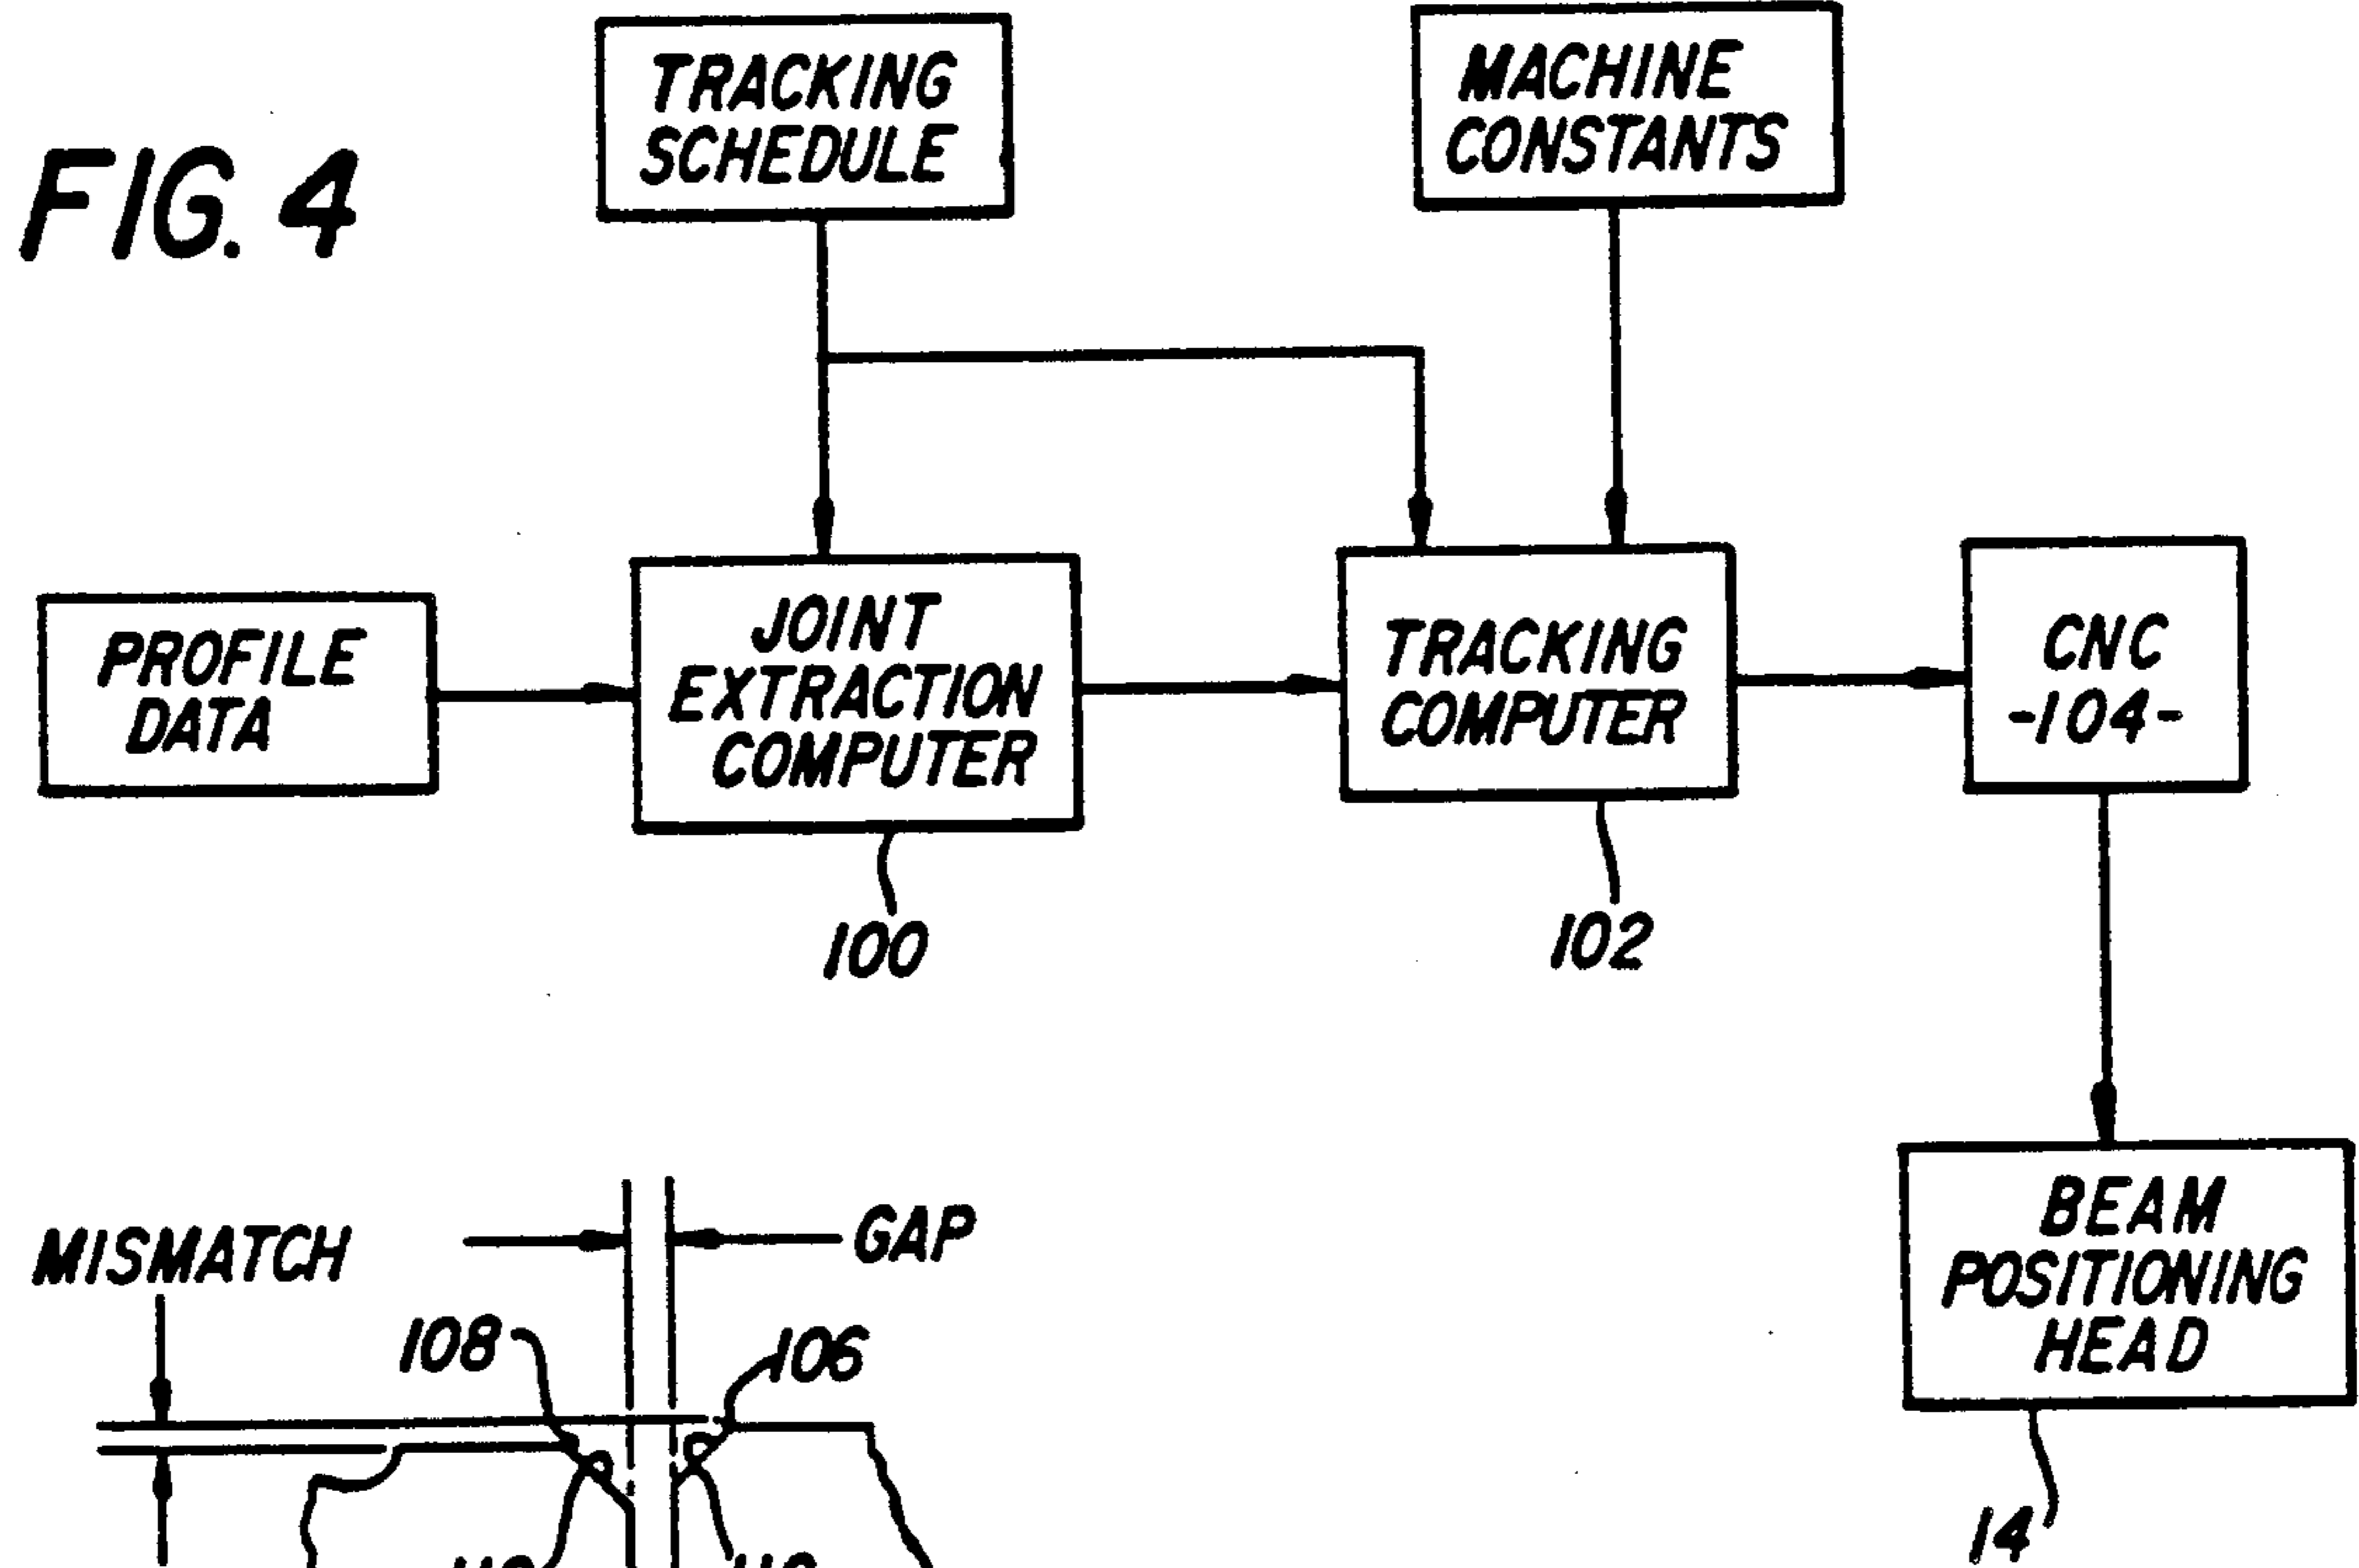 FIG. 4
TRACKING
SCHEDULE
MACHINE
CONSTANTS
PROFILE
DATA
JOINT
EXTRACTION
COMPUTER
TRACKING
COMPUTER
CNC
-104-
100
102
BEAM
POSITIONING
HEAD
14
MISMATCH
GAP
108
106